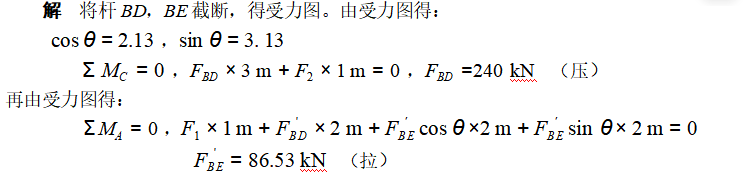 解 将杆 BD，BE 截断，得受力图。由受力图得：
cos θ = 2.13 ，sin θ = 3. 13
Σ M_C = 0 ，F_BD × 3 m + F_2 × 1 m = 0 ，F_BD =240 kN （压）
再由受力图得：
ΣM_A = 0 ，F_1 × 1 m + F'_BD × 2 m + F'_BE cos θ ×2 m + F'_BE sin θ× 2 m = 0
F'_BE = 86.53 kN （拉）